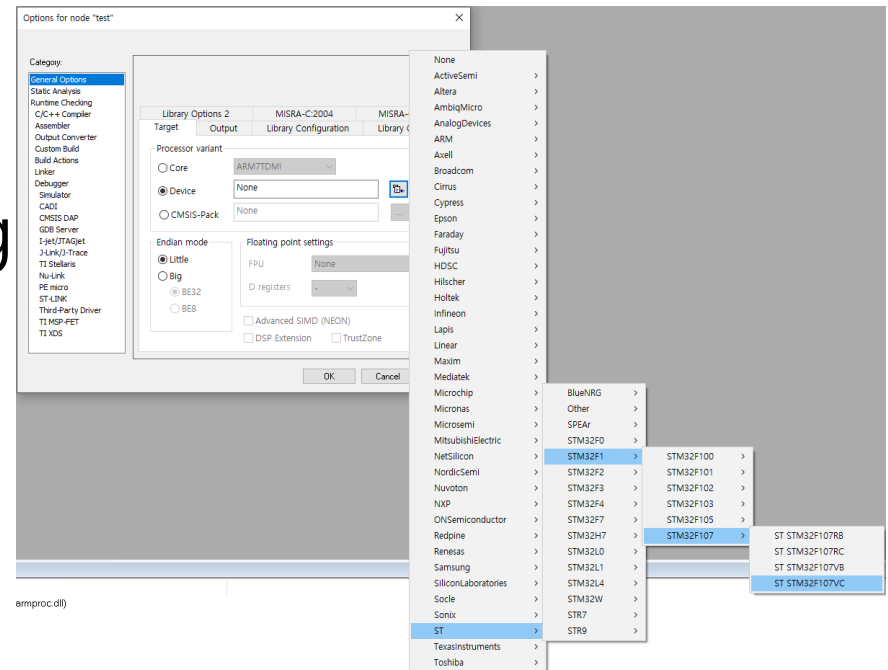 Options for node "test"
Category:
General Options
Static Analysis
Runtime Checking
C/C++ Compiler
Assembler
Output Converter
Custom Build
Build Actions
Linker
Debugger
Simulator
CADI
CMSIS DAP
GDB Server
I-jet/JTAGjet
J-Link/J-Trace
TI Stellaris
Nu-Link
PE micro
ST-LINK
Third-Party Driver
TI MSP-FET
TI XDS
g
Library Options 2 MISRA-C:2004
Target Output Library Configuration
Processor variant
Core ARM7TDMI
Device None
CMSIS-Pack None
...
Endian mode
Little
Big
BE32
BE8
Floating point settings
FPU None
D registers -
Advanced SIMD (NEON)
DSP Extension TrustZone
OK Cancel
None
ActiveSemi
Altera
AmbiqMicro
AnalogDevices
ARM
Axell
Broadcom
Cirrus
Cypress
Epson
Faraday
Fujitsu
HDSC
Hilscher
Holtek
Infineon
Lapis
Linear
Maxim
Mediatek
Microchip
Micronas
Microsemi
MitsubishiElectric
NetSilicon
NordicSemi
Nuvoton
NXP
ONSemiconductor
Redpine
Renesas
Samsung
SiliconLaboratories
Socle
Sonix
ST
TexasInstruments
Toshiba
BlueNRG
Other
SPEAr
STM32F0
STM32F1
STM32F2
STM32F3
STM32F4
STM32F7
STM32H7
STM32L0
STM32L1
STM32L4
STM32W
STR7
STR9
STM32F100
STM32F101
STM32F102
STM32F103
STM32F105
STM32F107
ST STM32F107RB
ST STM32F107RC
ST STM32F107VB
ST STM32F107VC
armproc.dll)